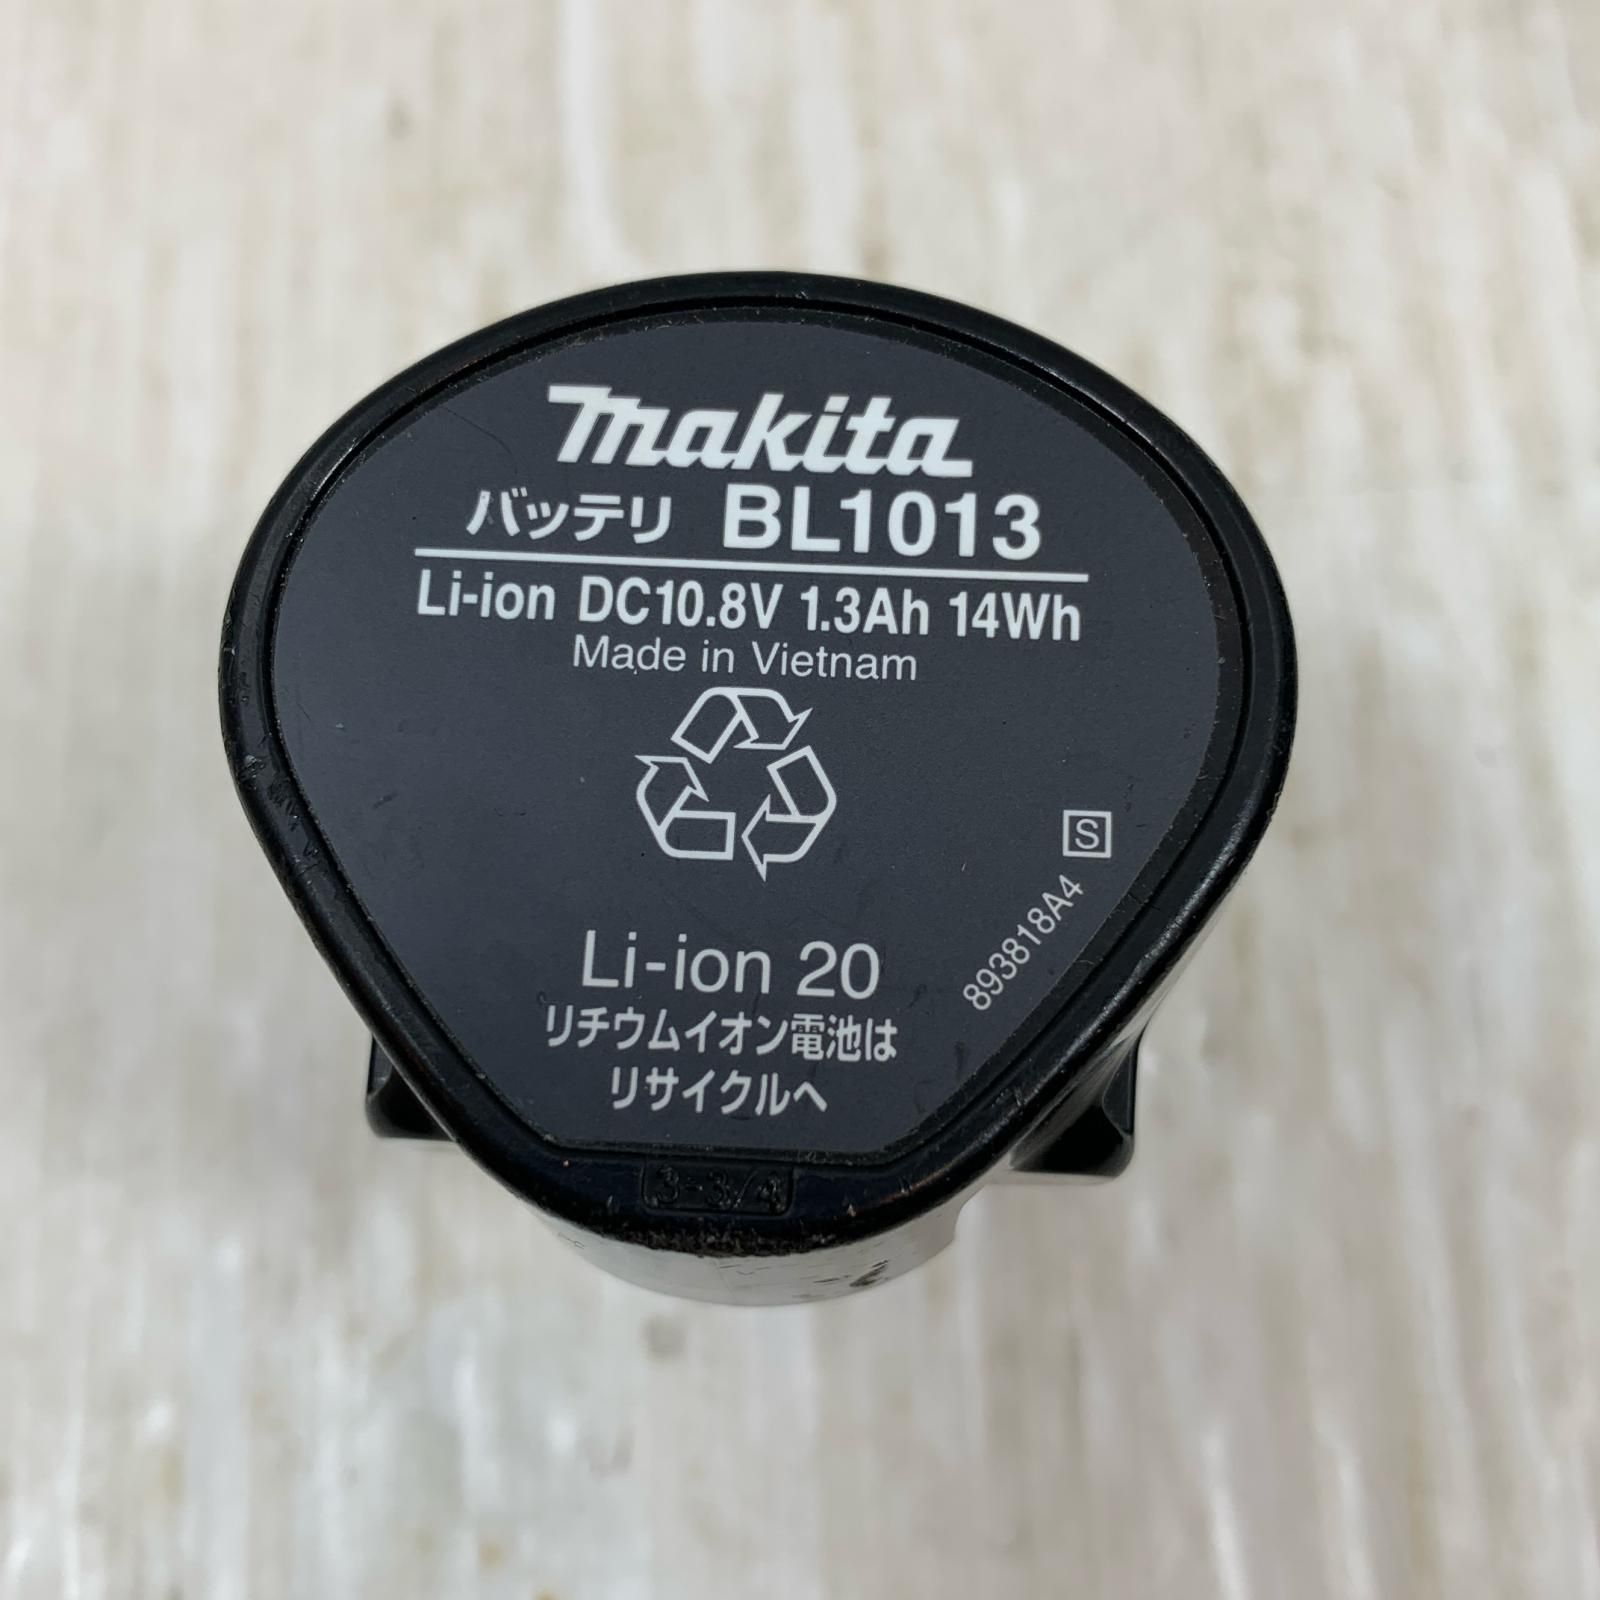 makita
バッテリ BL1013
Li-ion DC10.8V 1.3Ah 14Wh
Made in Vietnam
S
893818A4
Li-ion 20
リチウムイオン電池は
リサイクルへ
3-3/4